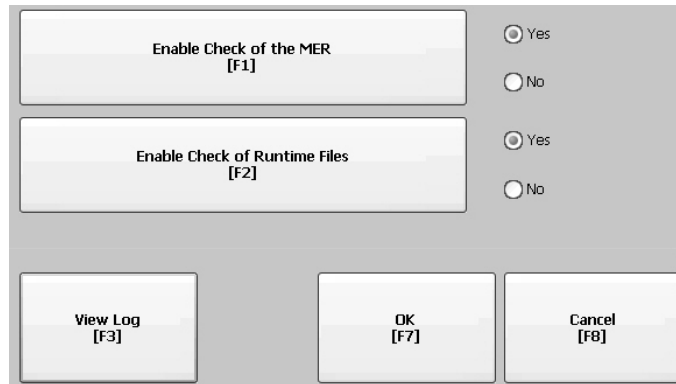 Enable Check of the MER
[F1]
Yes
No
Enable Check of Runtime Files
[F2]
Yes
No
View Log
[F3]
OK
[F7]
Cancel
[F8]